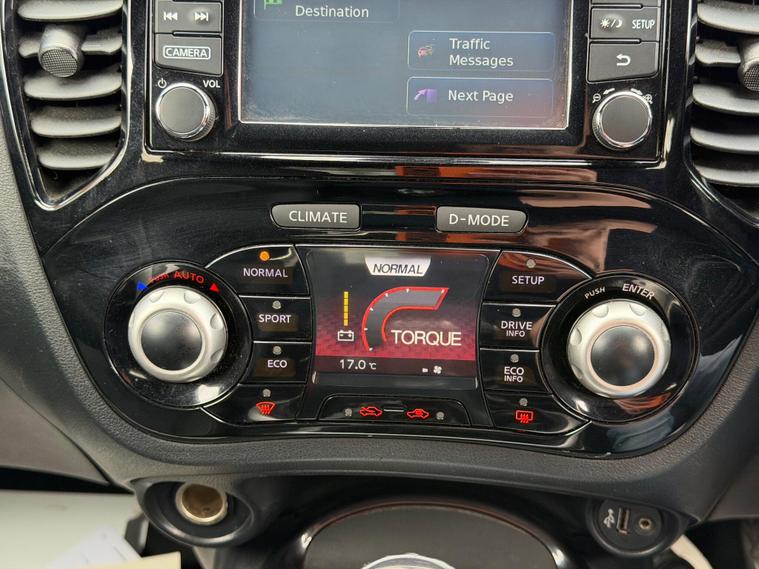 Destination
Traffic
Messages
Next Page
CAMERA
VOL
SETUP
CLIMATE
D-MODE
PUSH AUTO
NORMAL
SPORT
ECO
NORMAL
TORQUE
17.0°C
SETUP
DRIVE
INFO
ECO
INFO
PUSH ENTER